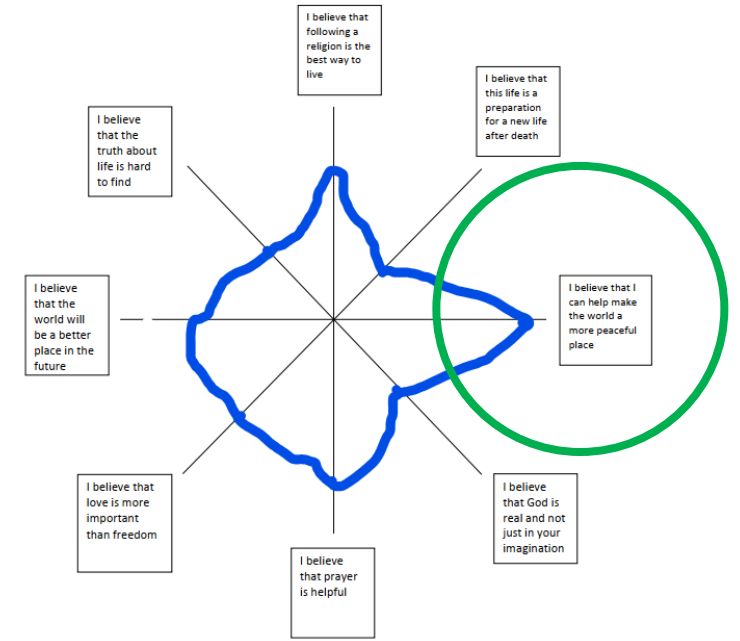 I believe that
following a
religion is the
best way to
live
I believe that
this life is a
preparation
for a new life
after death
I believe
that the
truth about
life is hard
to find
I believe
that the
world will
be a better
place in the
future
I believe that I
can help make
the world a
more peaceful
place
I believe that
love is more
important
than freedom
I believe
that God is
real and not
just in your
imagination
I believe
that prayer
is helpful